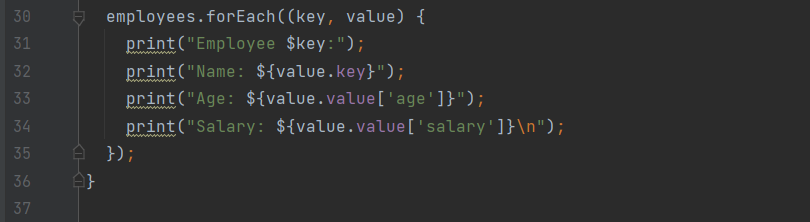 30 employees.forEach((key, value) {
31 print("Employee $key:");
32 print("Name: ${value.key}");
33 print("Age: ${value.value['age']}");
34 print("Salary: ${value.value['salary']}\n");
35 });
36 }
37